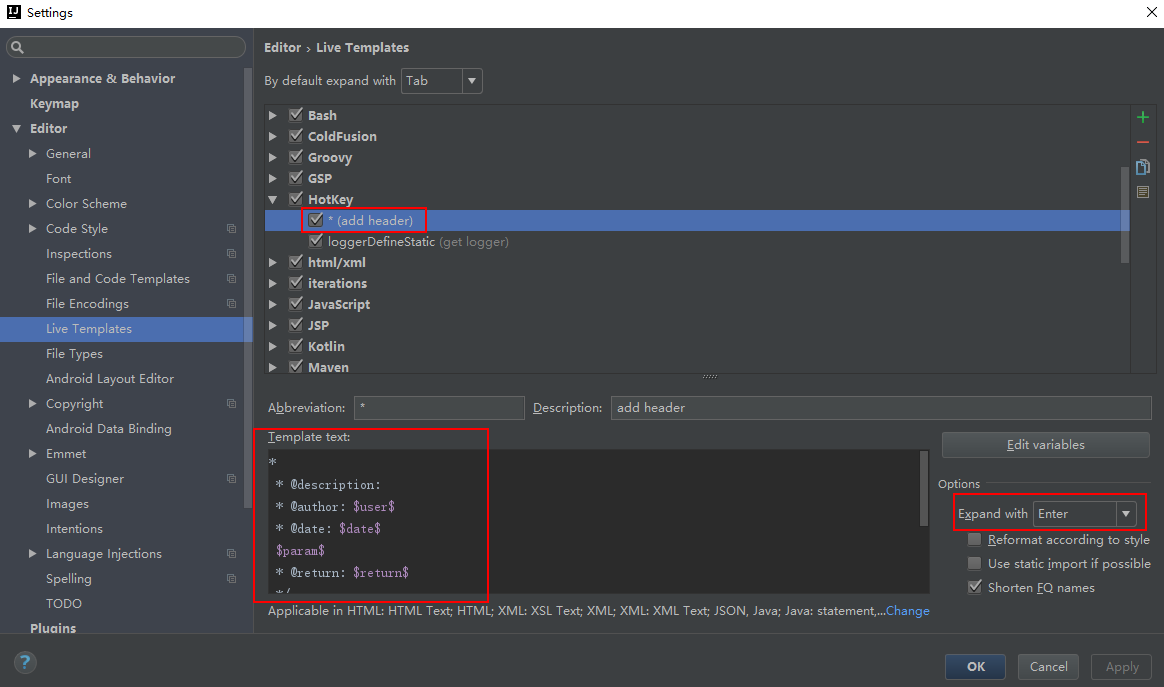 Settings
Editor › Live Templates
By default expand with Tab
Appearance & Behavior
Keymap
Editor
General
Font
Color Scheme
Code Style
Inspections
File and Code Templates
File Encodings
Live Templates
File Types
Android Layout Editor
Copyright
Android Data Binding
Emmet
GUI Designer
Images
Intentions
Language Injections
Spelling
TODO
Plugins
Bash
ColdFusion
Groovy
GSP
HotKey
* (add header)
loggerDefineStatic (get logger)
html/xml
iterations
JavaScript
JSP
Kotlin
Maven
Abbreviation: * Description: add header
Template text:
*
* @description:
* @author: $user$
* @date: $date$
$param$
* @return: $return$
*/
Edit variables
Options
Expand with Enter
Reformat according to style
Use static import if possible
Shorten FQ names
Applicable in HTML: HTML Text; HTML; XML: XSL Text; XML; XML: XML Text; JSON, Java; Java: statement,...Change
?
OK Cancel Apply